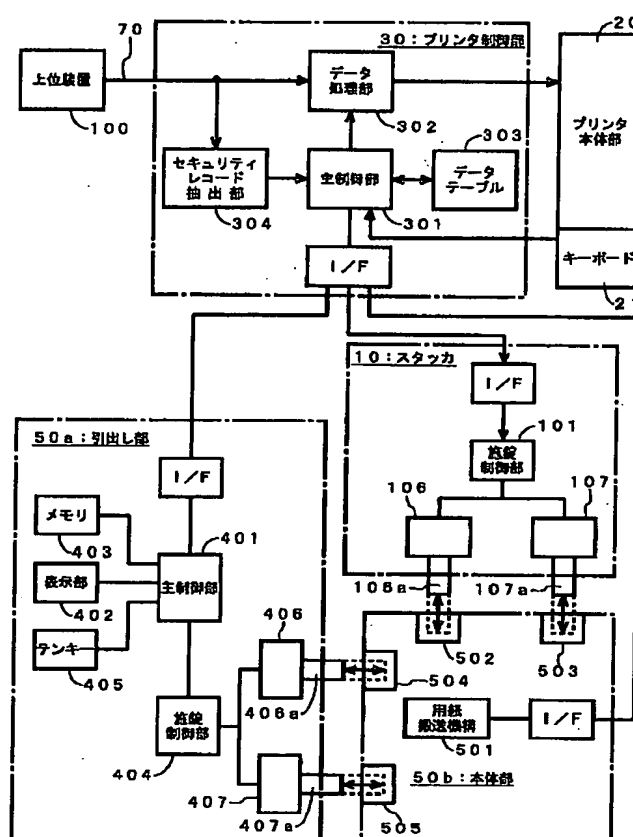 70
30：プリンタ制御部
20
上位装置
100
データ
処理部
302
プリンタ
本体部
303
セキュリティ
レコード
抽出部
304
主制御部
301
データ
テーブル
I／F
キーボード
10：スタッカ
I／F
101
施錠
制御部
106
107
106a
107a
502
503
50a：引出し部
I／F
メモリ
403
401
表示部
402
主制御部
テンキー
405
406
406a
504
施錠
制御部
404
407
407a
505
用紙
搬送機構
501
I／F
50b：本体部